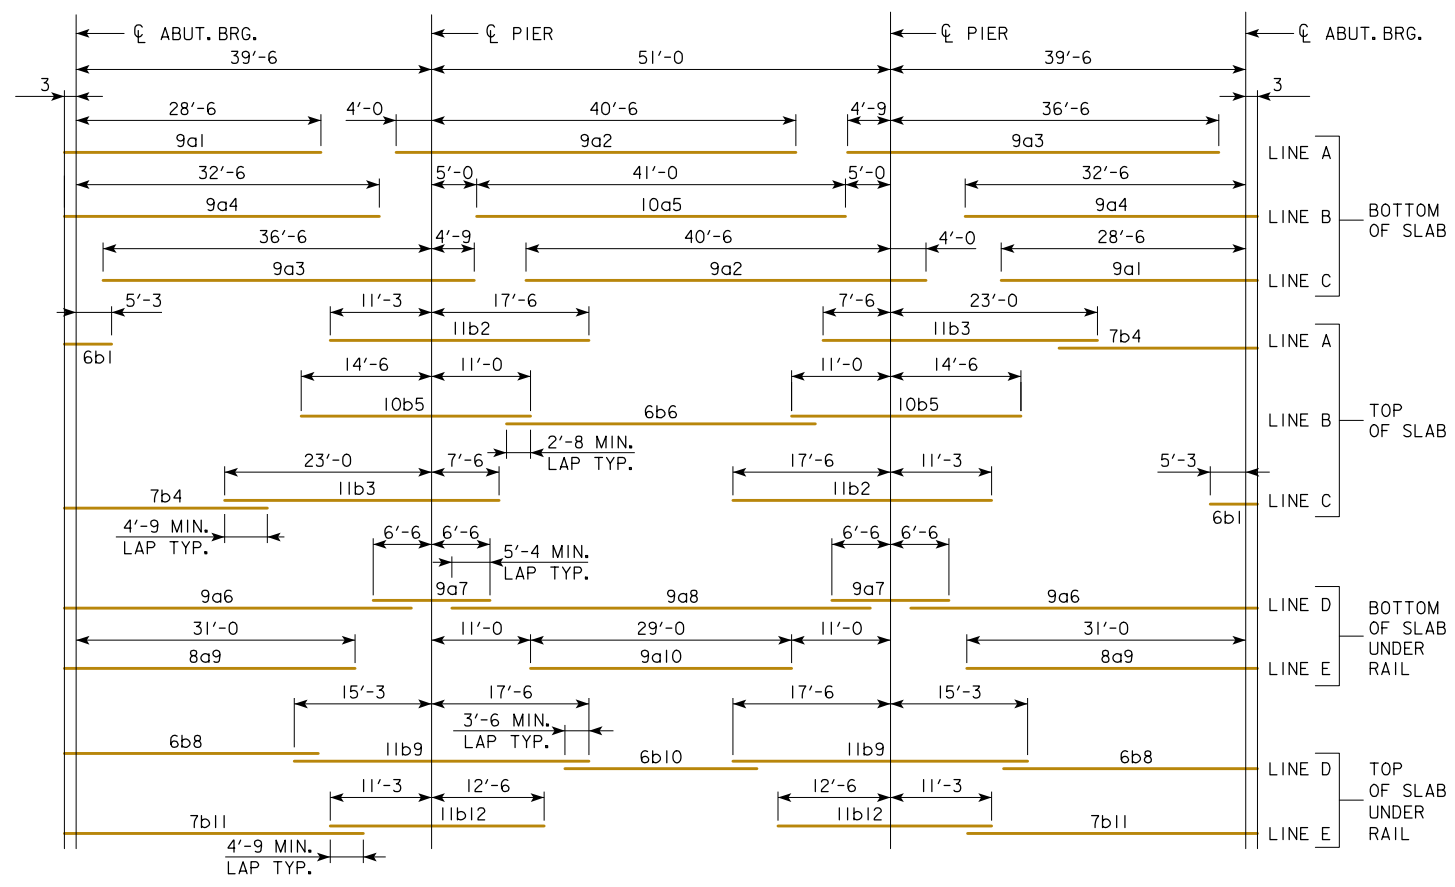 ℄ ABUT. BRG. ℄ PIER ℄ PIER ℄ ABUT. BRG.
39'-6 51'-0 39'-6
3 3
28'-6 4'-0 40'-6 4'-9 36'-6
9a1 9a2 9a3 LINE A
32'-6 5'-0 41'-0 5'-0 32'-6
9a4 10a5 9a4 LINE B
BOTTOM
OF SLAB
36'-6 4'-9 40'-6 4'-0 28'-6
9a3 9a2 9a1 LINE C
5'-3 11'-3 17'-6 7'-6 23'-0
6b1 11b2 11b3 7b4 LINE A
14'-6 11'-0 11'-0 14'-6
10b5 6b6 10b5 LINE B
TOP
OF SLAB
2'-8 MIN.
LAP TYP.
23'-0 7'-6 17'-6 11'-3 5'-3
7b4 11b3 11b2 6b1 LINE C
4'-9 MIN.
LAP TYP.
6'-6 6'-6 6'-6 6'-6
5'-4 MIN.
LAP TYP.
9a6 9a7 9a8 9a7 9a6 LINE D
BOTTOM
OF SLAB
UNDER
RAIL
31'-0 11'-0 29'-0 11'-0 31'-0
8a9 9a10 8a9 LINE E
15'-3 17'-6 17'-6 15'-3
3'-6 MIN.
LAP TYP.
6b8 11b9 6b10 11b9 6b8 LINE D
TOP
OF SLAB
UNDER
RAIL
11'-3 12'-6 12'-6 11'-3
7b11 11b12 11b12 7b11 LINE E
4'-9 MIN.
LAP TYP.